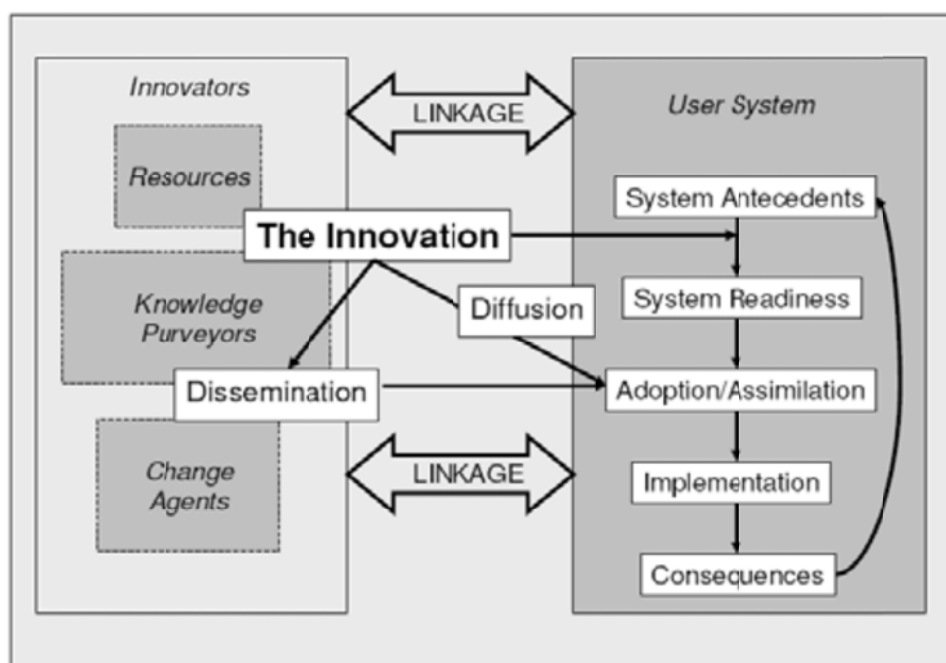 Innovators
LINKAGE
User System
Resources
System Antecedents
The Innovation
System Readiness
Knowledge
Purveyors
Diffusion
Dissemination
Adoption/Assimilation
Change
Agents
LINKAGE
Implementation
Consequences